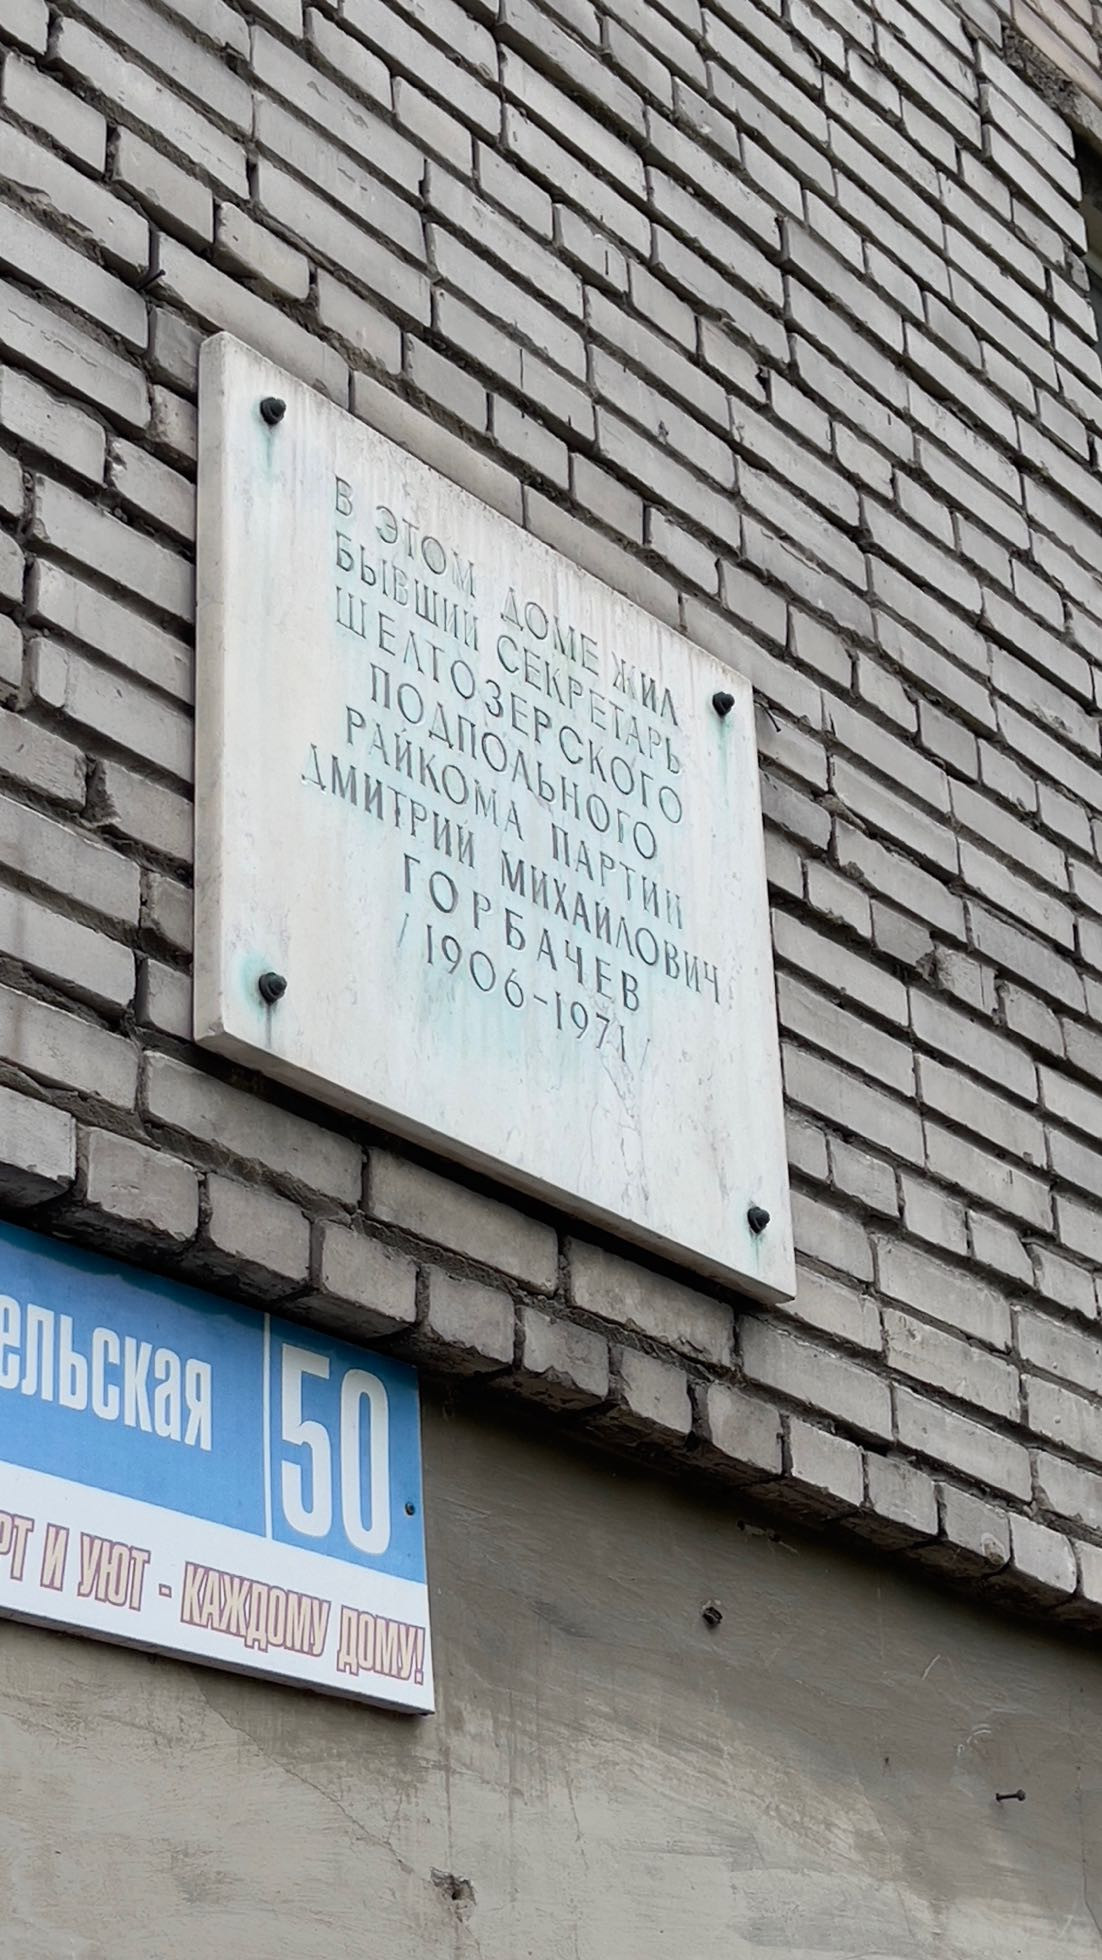 В ЭТОМ ДОМЕ ЖИЛ
БЫВШИЙ СЕКРЕТАРЬ
ШЕЛТОЗЕРСКОГО
ПОДПОЛЬНОГО
РАЙКОМА ПАРТИИ
ДМИТРИЙ МИХАЙЛОВИЧ
ГОРБАЧЕВ
/1906-1971/
ельская 50
РТ И УЮТ - КАЖДОМУ ДОМУ!